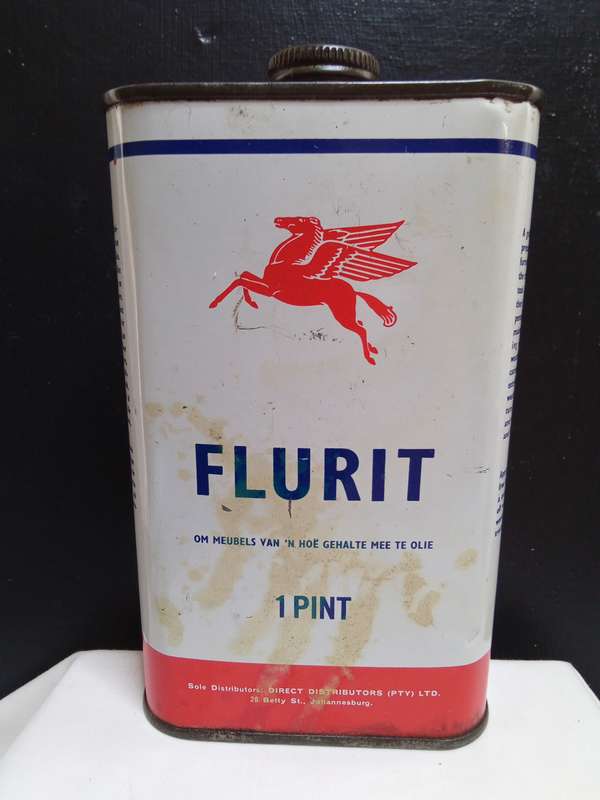 FLURIT
OM MEUBELS VAN 'N HOË GEHALTE MEE TE OLIE
1 PINT
Sole Distributors: DIRECT DISTRIBUTORS (PTY) LTD.
28 Betty St., Johannesburg.